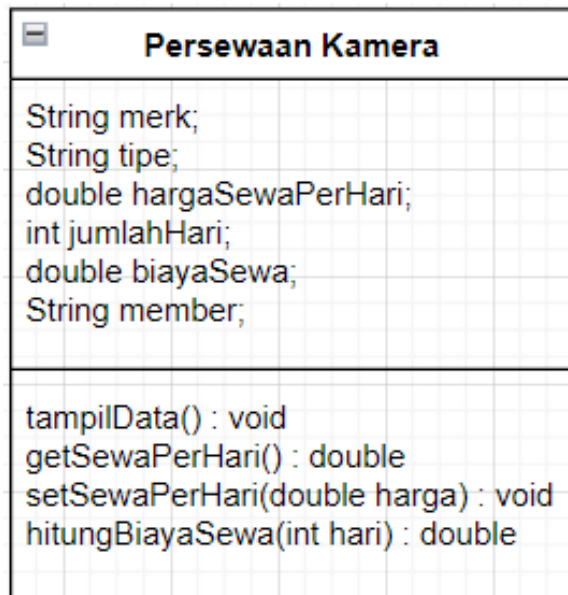 Persewaan Kamera
String merk;
String tipe;
double hargaSewaPerHari;
int jumlahHari;
double biayaSewa;
String member;
tampilData() : void
getSewaPerHari() : double
setSewaPerHari(double harga) : void
hitungBiayaSewa(int hari) : double